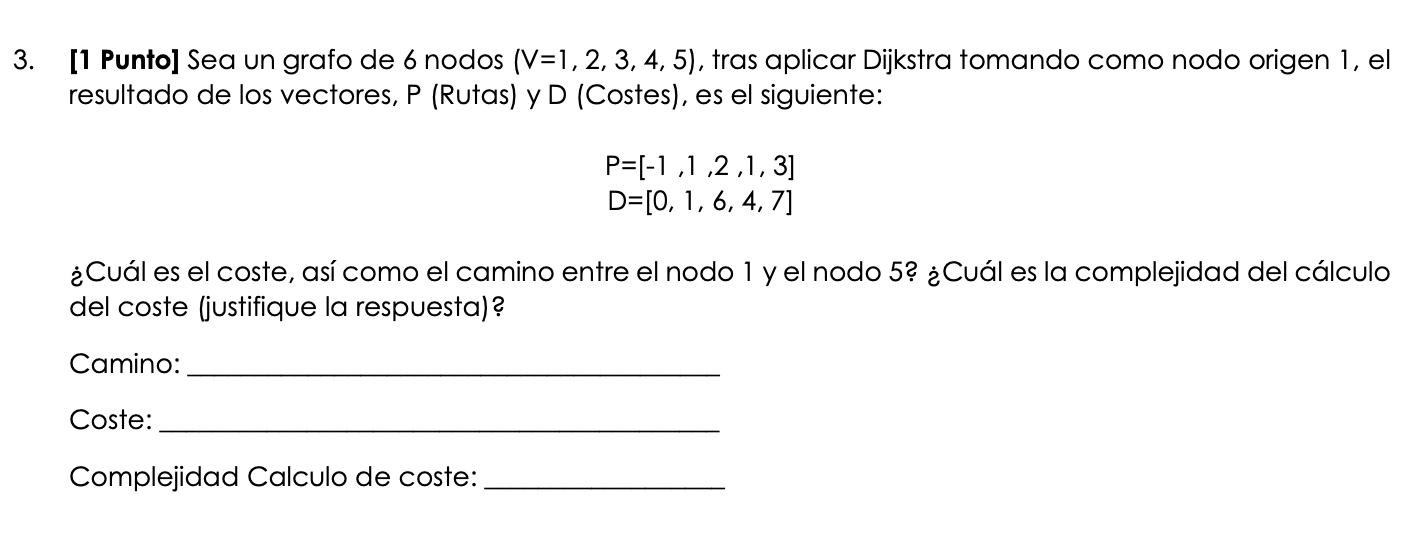 3. [1 Punto] Sea un grafo de 6 nodos (V=1, 2, 3, 4, 5), tras aplicar Dijkstra tomando como nodo origen 1, el
resultado de los vectores, P (Rutas) y D (Costes), es el siguiente:
P=[-1 ,1 ,2 ,1, 3]
D=[0, 1, 6, 4, 7]
¿Cuál es el coste, así como el camino entre el nodo 1 y el nodo 5? ¿Cuál es la complejidad del cálculo
del coste (justifique la respuesta)?
Camino: ______________________________________
Coste: ________________________________________
Complejidad Calculo de coste: _________________